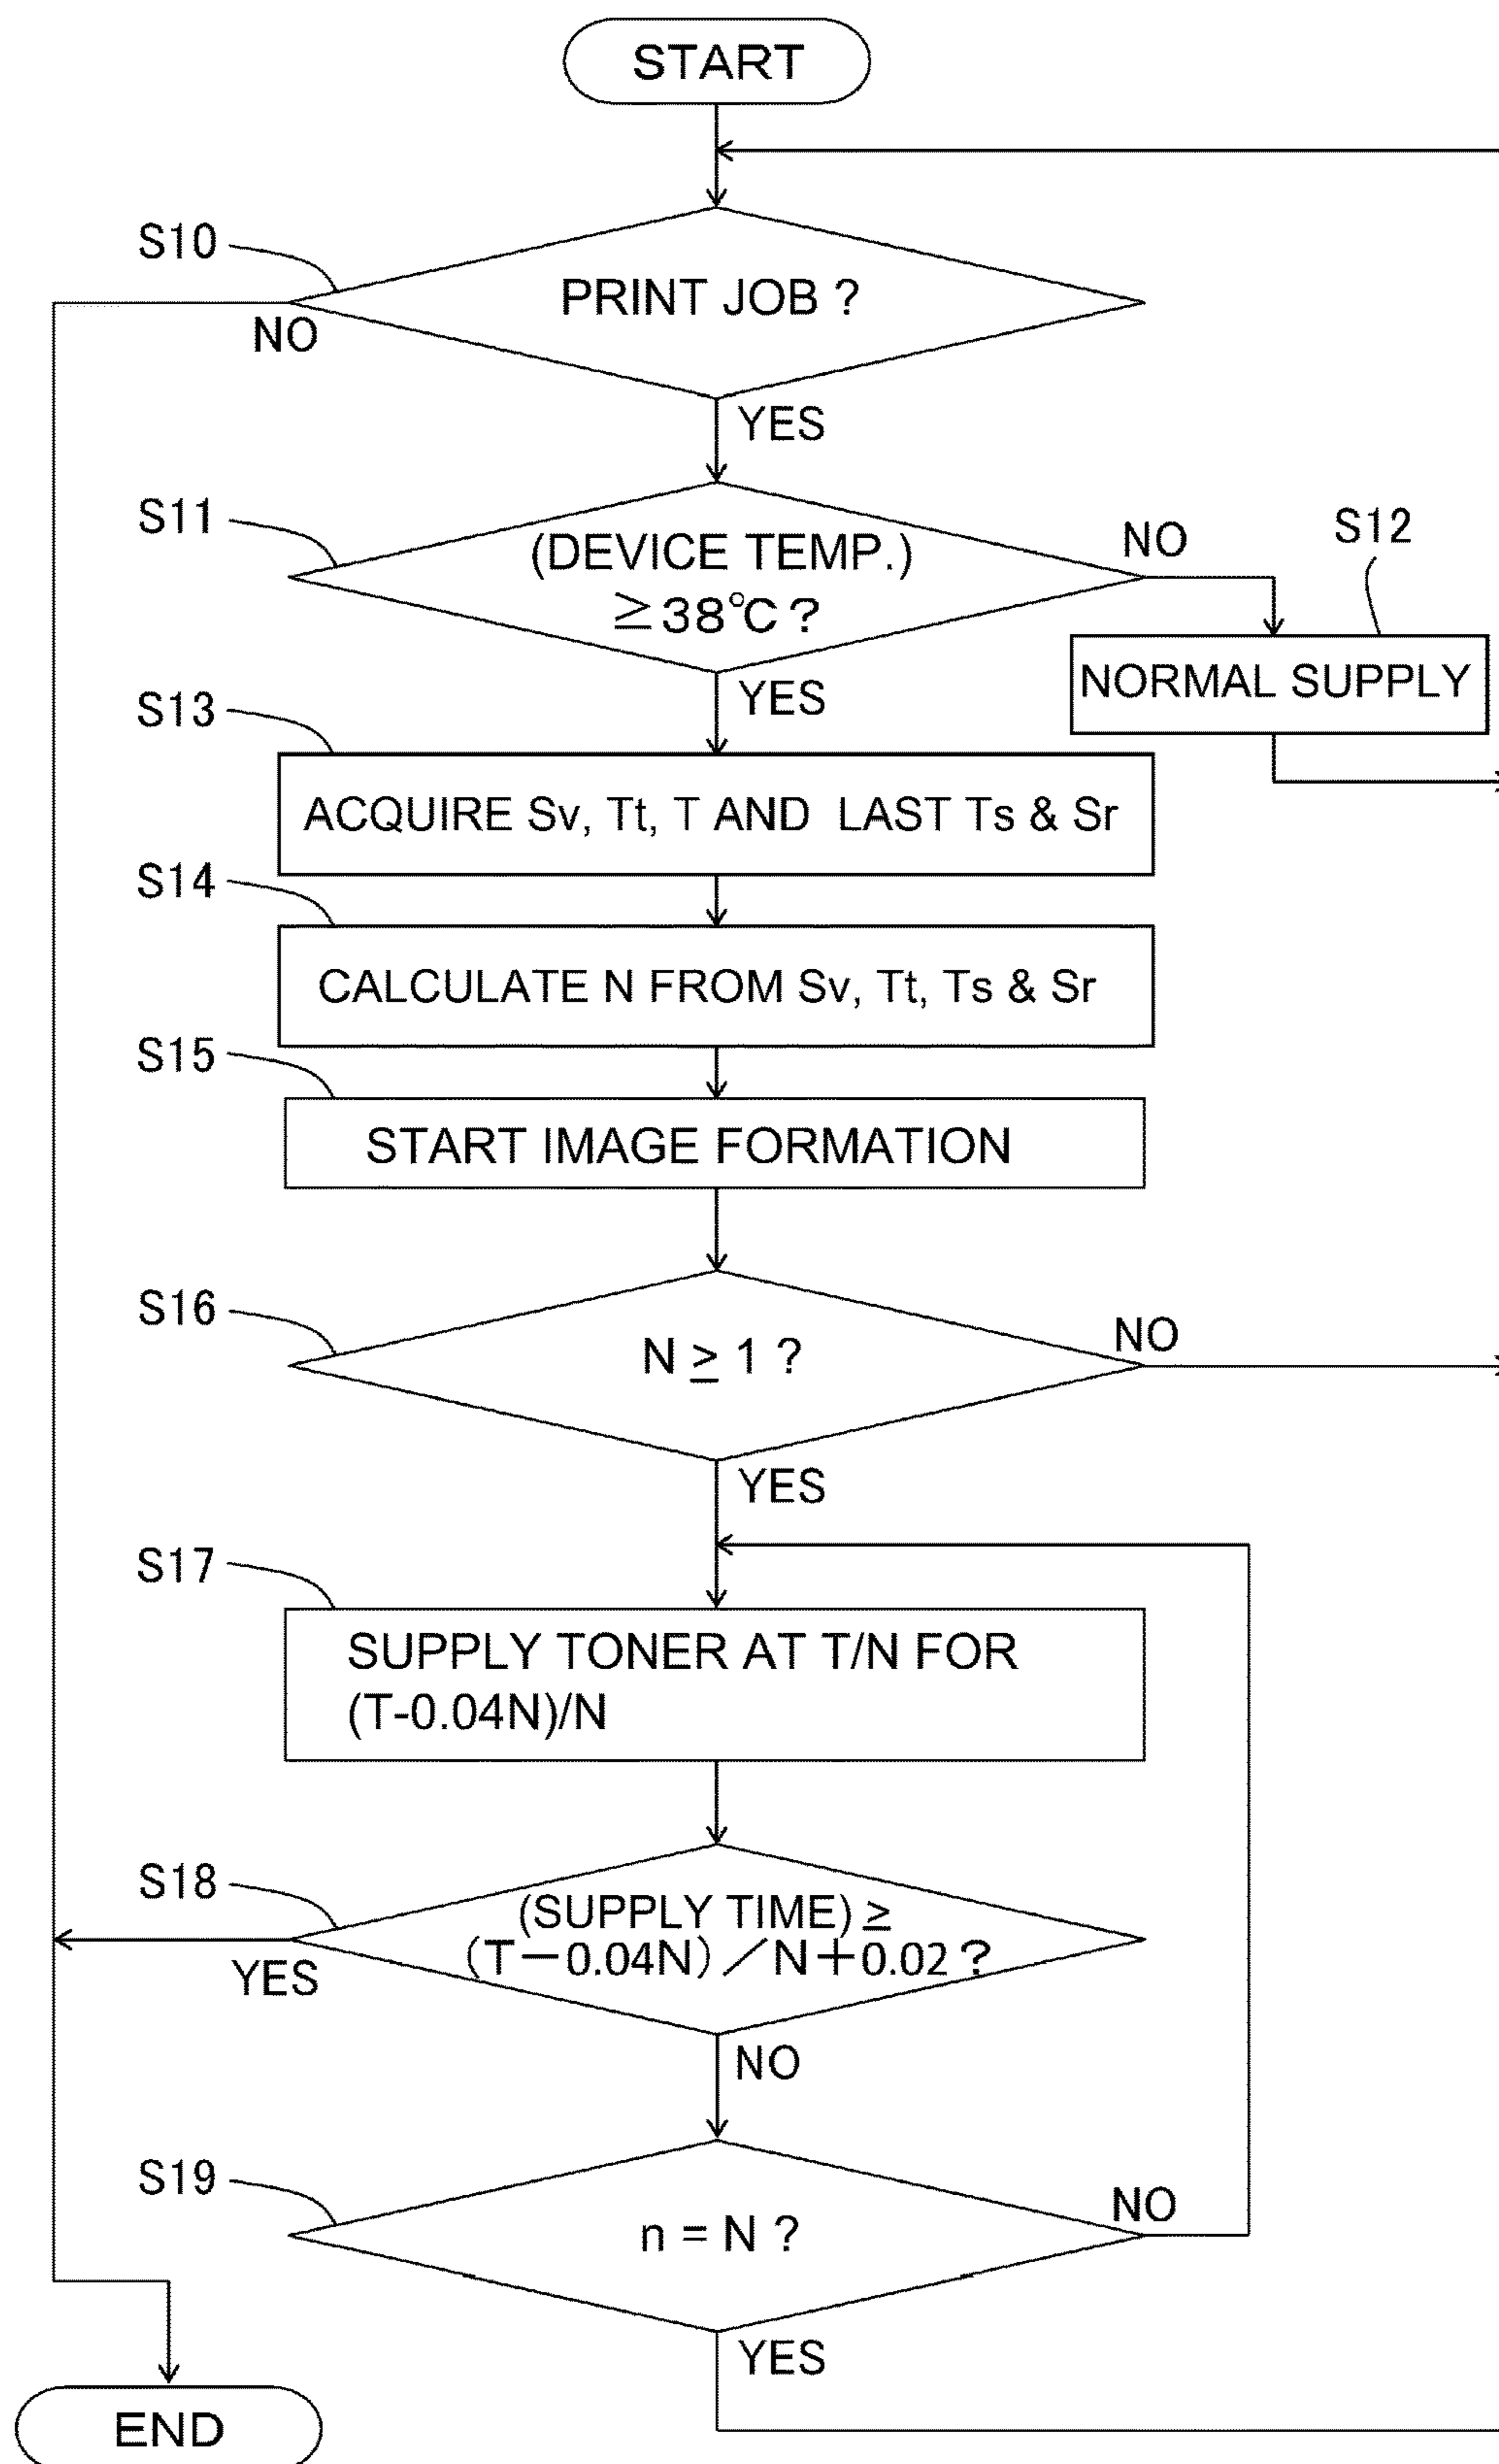 START
S10
PRINT JOB ?
NO
YES
S11
(DEVICE TEMP.)
≧38℃?
NO
S12
NORMAL SUPPLY
YES
S13
ACQUIRE Sv, Tt, T AND LAST Ts & Sr
S14
CALCULATE N FROM Sv, Tt, Ts & Sr
S15
START IMAGE FORMATION
S16
N ≥ 1 ?
NO
YES
S17
SUPPLY TONER AT T/N FOR
(T-0.04N)/N
S18
(SUPPLY TIME) ≥
(T－0.04N)／N＋0.02 ?
YES
NO
S19
n = N ?
NO
YES
END